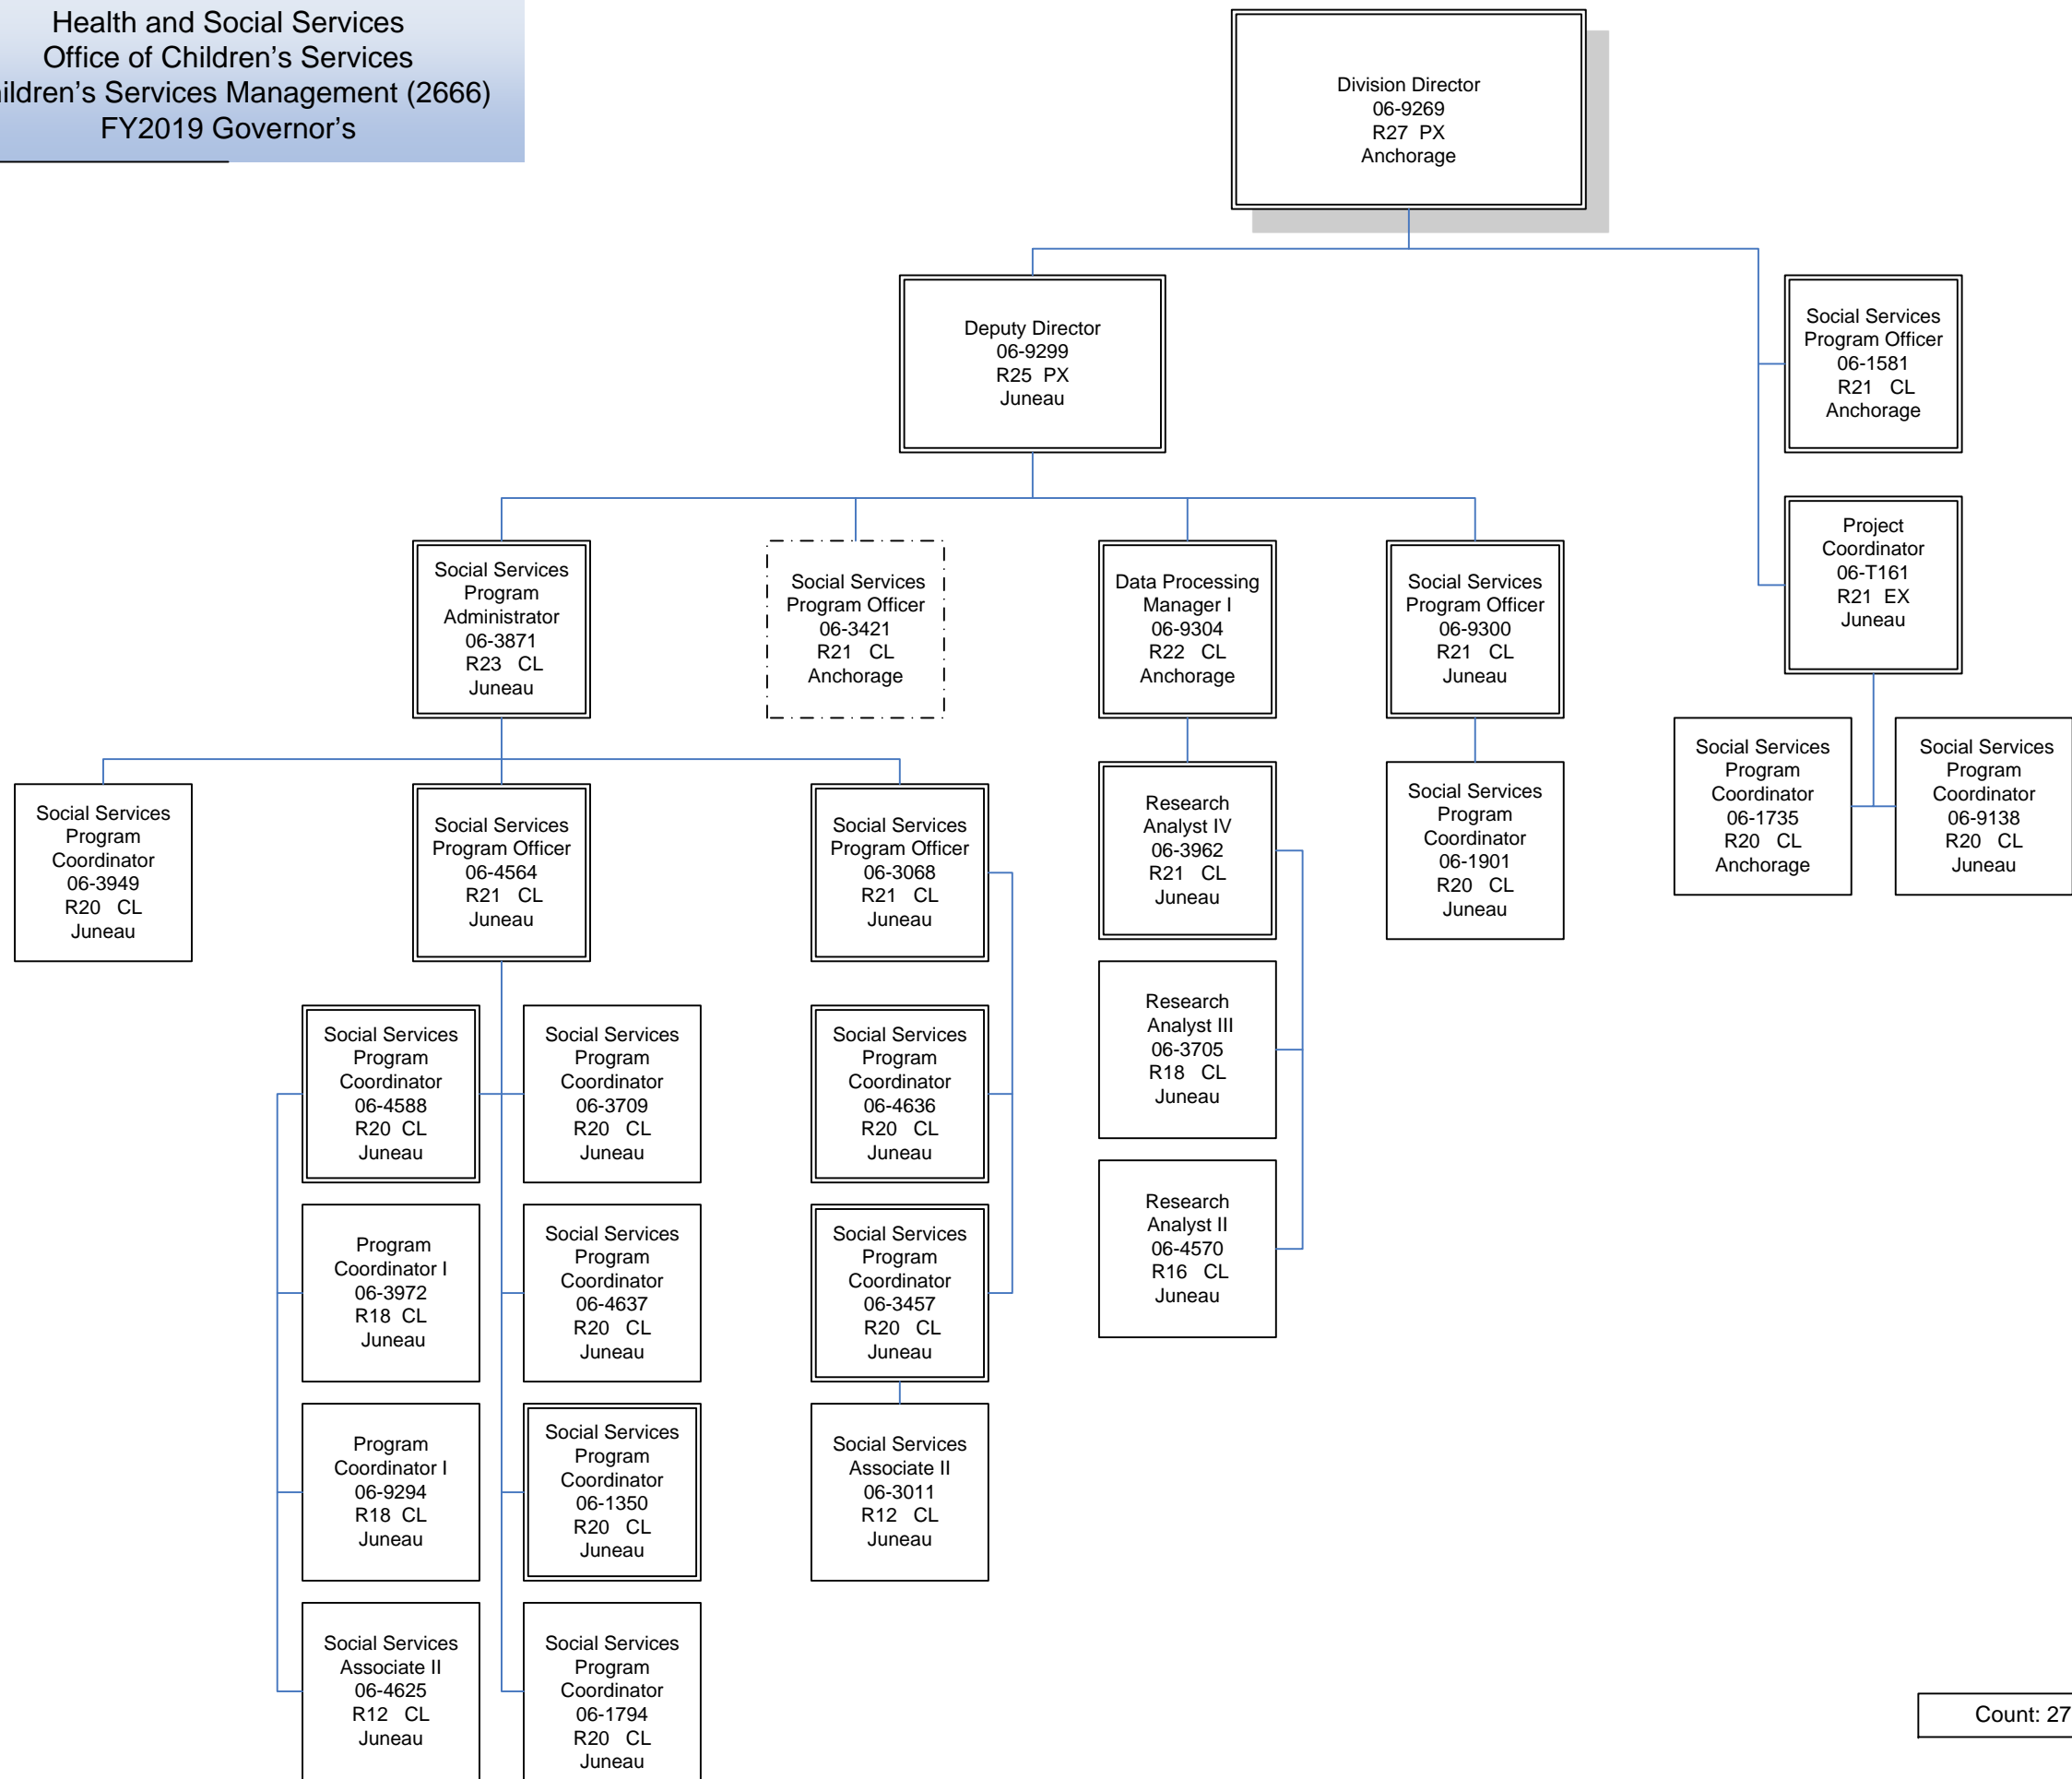 Health and Social Services
Office of Children's Services
ildren's Services Management (2666)
FY2019 Governor's
Division Director
06-9269
R27 PX
Anchorage
Deputy Director
06-9299
R25 PX
Juneau
Social Services
Program Officer
06-1581
R21 CL
Anchorage
Project
Coordinator
06-T161
R21 EX
Juneau
Social Services
Program
Administrator
06-3871
R23 CL
Juneau
Social Services
Program Officer
06-3421
R21 CL
Anchorage
Data Processing
Manager I
06-9304
R22 CL
Anchorage
Social Services
Program Officer
06-9300
R21 CL
Juneau
Social Services
Program
Coordinator
06-1735
R20 CL
Anchorage
Social Services
Program
Coordinator
06-9138
R20 CL
Juneau
Social Services
Program
Coordinator
06-3949
R20 CL
Juneau
Social Services
Program Officer
06-4564
R21 CL
Juneau
Social Services
Program Officer
06-3068
R21 CL
Juneau
Research
Analyst IV
06-3962
R21 CL
Juneau
Social Services
Program
Coordinator
06-1901
R20 CL
Juneau
Social Services
Program
Coordinator
06-4588
R20 CL
Juneau
Social Services
Program
Coordinator
06-3709
R20 CL
Juneau
Social Services
Program
Coordinator
06-4636
R20 CL
Juneau
Research
Analyst III
06-3705
R18 CL
Juneau
Program
Coordinator I
06-3972
R18 CL
Juneau
Social Services
Program
Coordinator
06-4637
R20 CL
Juneau
Social Services
Program
Coordinator
06-3457
R20 CL
Juneau
Research
Analyst II
06-4570
R16 CL
Juneau
Program
Coordinator I
06-9294
R18 CL
Juneau
Social Services
Program
Coordinator
06-1350
R20 CL
Juneau
Social Services
Associate II
06-3011
R12 CL
Juneau
Social Services
Associate II
06-4625
R12 CL
Juneau
Social Services
Program
Coordinator
06-1794
R20 CL
Juneau
Count: 27